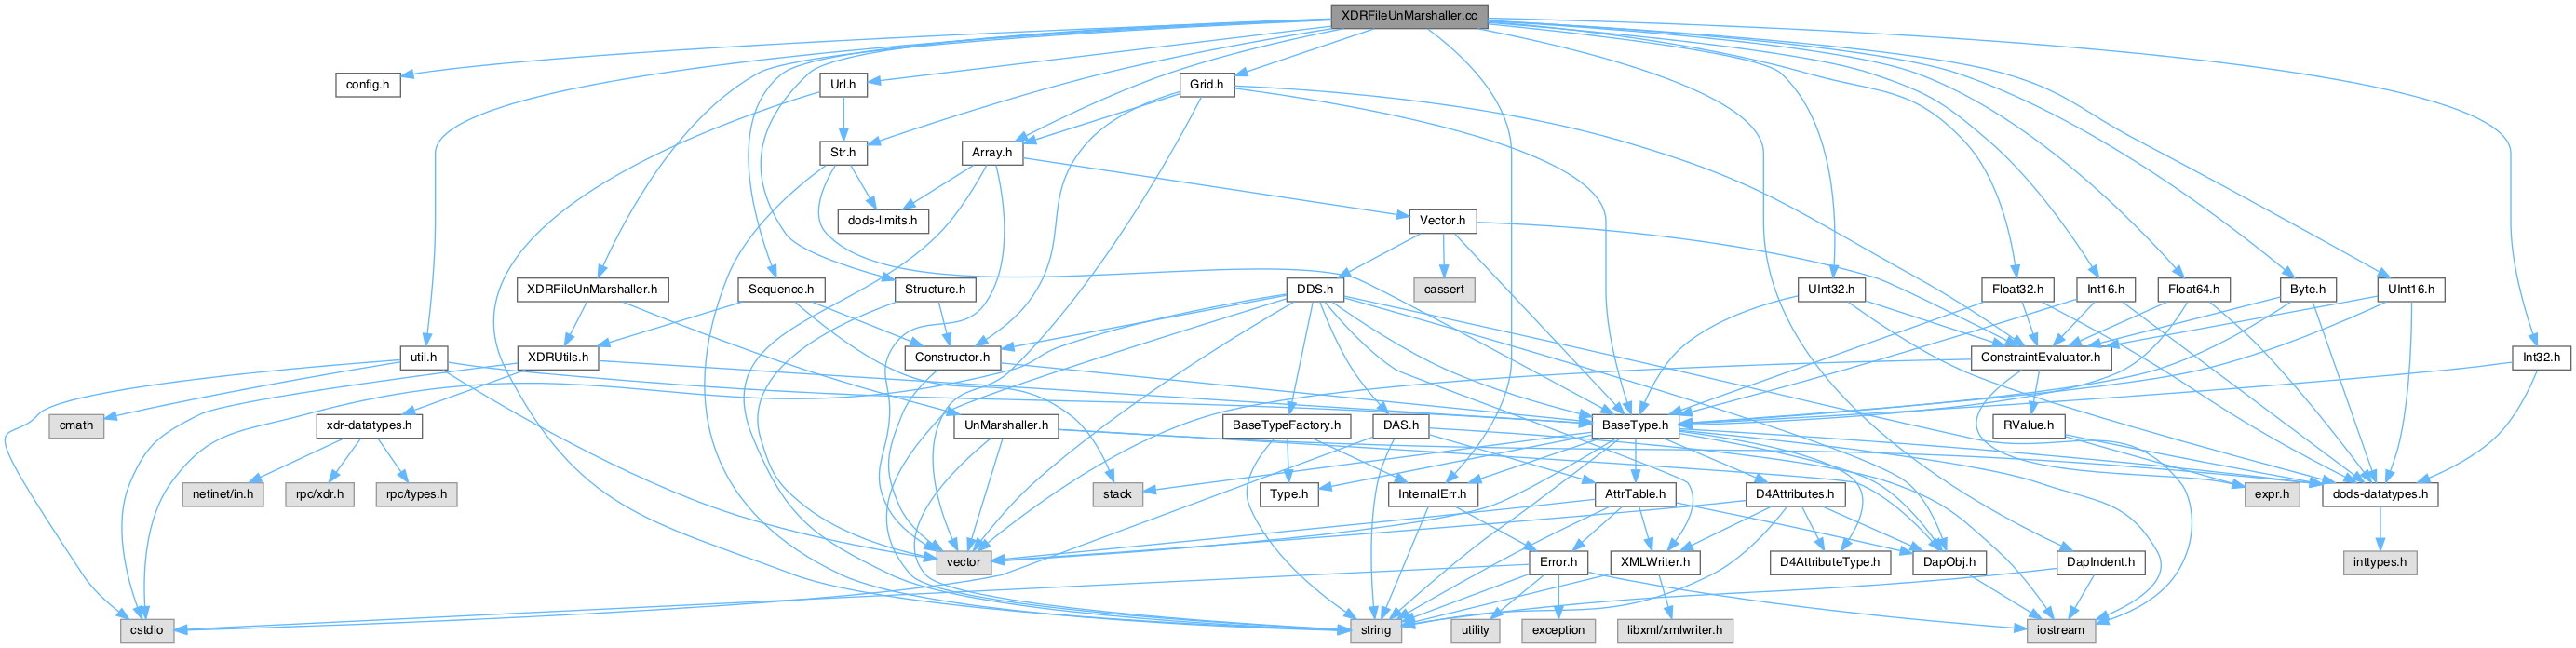 XDRFileUnMarshaller.cc
config.h
Url.h
Grid.h
Str.h
Array.h
dods-limits.h
Vector.h
XDRFileUnMarshaller.h
Sequence.h
Structure.h
DDS.h
cassert
UInt32.h
Float32.h
Int16.h
Float64.h
Byte.h
UInt16.h
util.h
XDRUtils.h
Constructor.h
ConstraintEvaluator.h
Int32.h
cmath
xdr-datatypes.h
UnMarshaller.h
BaseTypeFactory.h
DAS.h
BaseType.h
RValue.h
netinet/in.h
rpc/xdr.h
rpc/types.h
stack
Type.h
InternalErr.h
AttrTable.h
D4Attributes.h
expr.h
dods-datatypes.h
vector
Error.h
XMLWriter.h
D4AttributeType.h
DapObj.h
DapIndent.h
inttypes.h
cstdio
string
utility
exception
libxml/xmlwriter.h
iostream